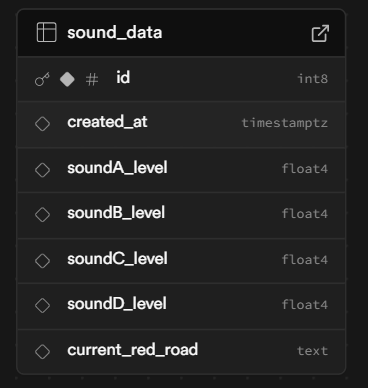 sound_data
# id int8
created_at timestamptz
soundA_level float4
soundB_level float4
soundC_level float4
soundD_level float4
current_red_road text